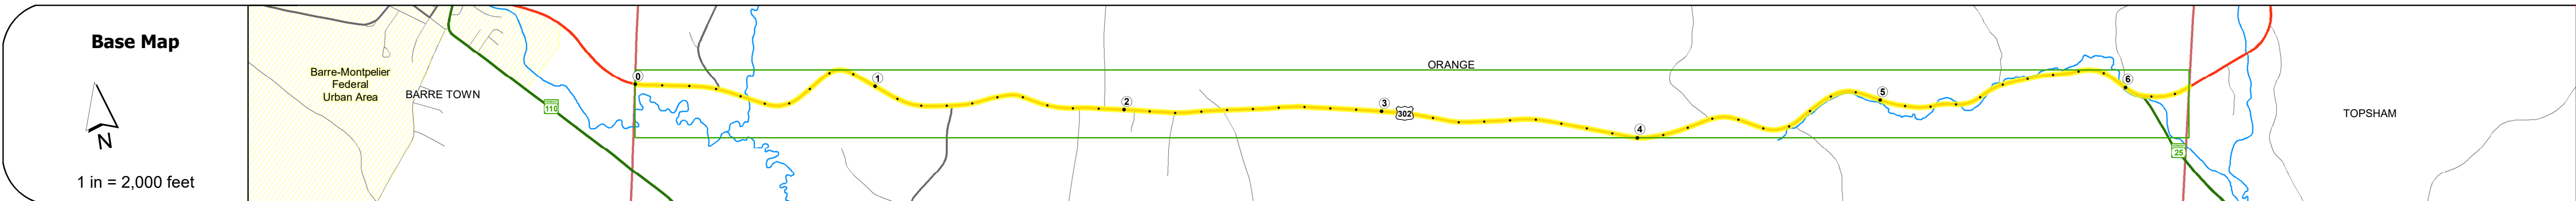 Base Map
N
1 in = 2,000 feet
Barre-Montpelier
Federal
Urban Area
BARRE TOWN
110
0
1
2
3
302
ORANGE
4
5
6
25
TOPSHAM